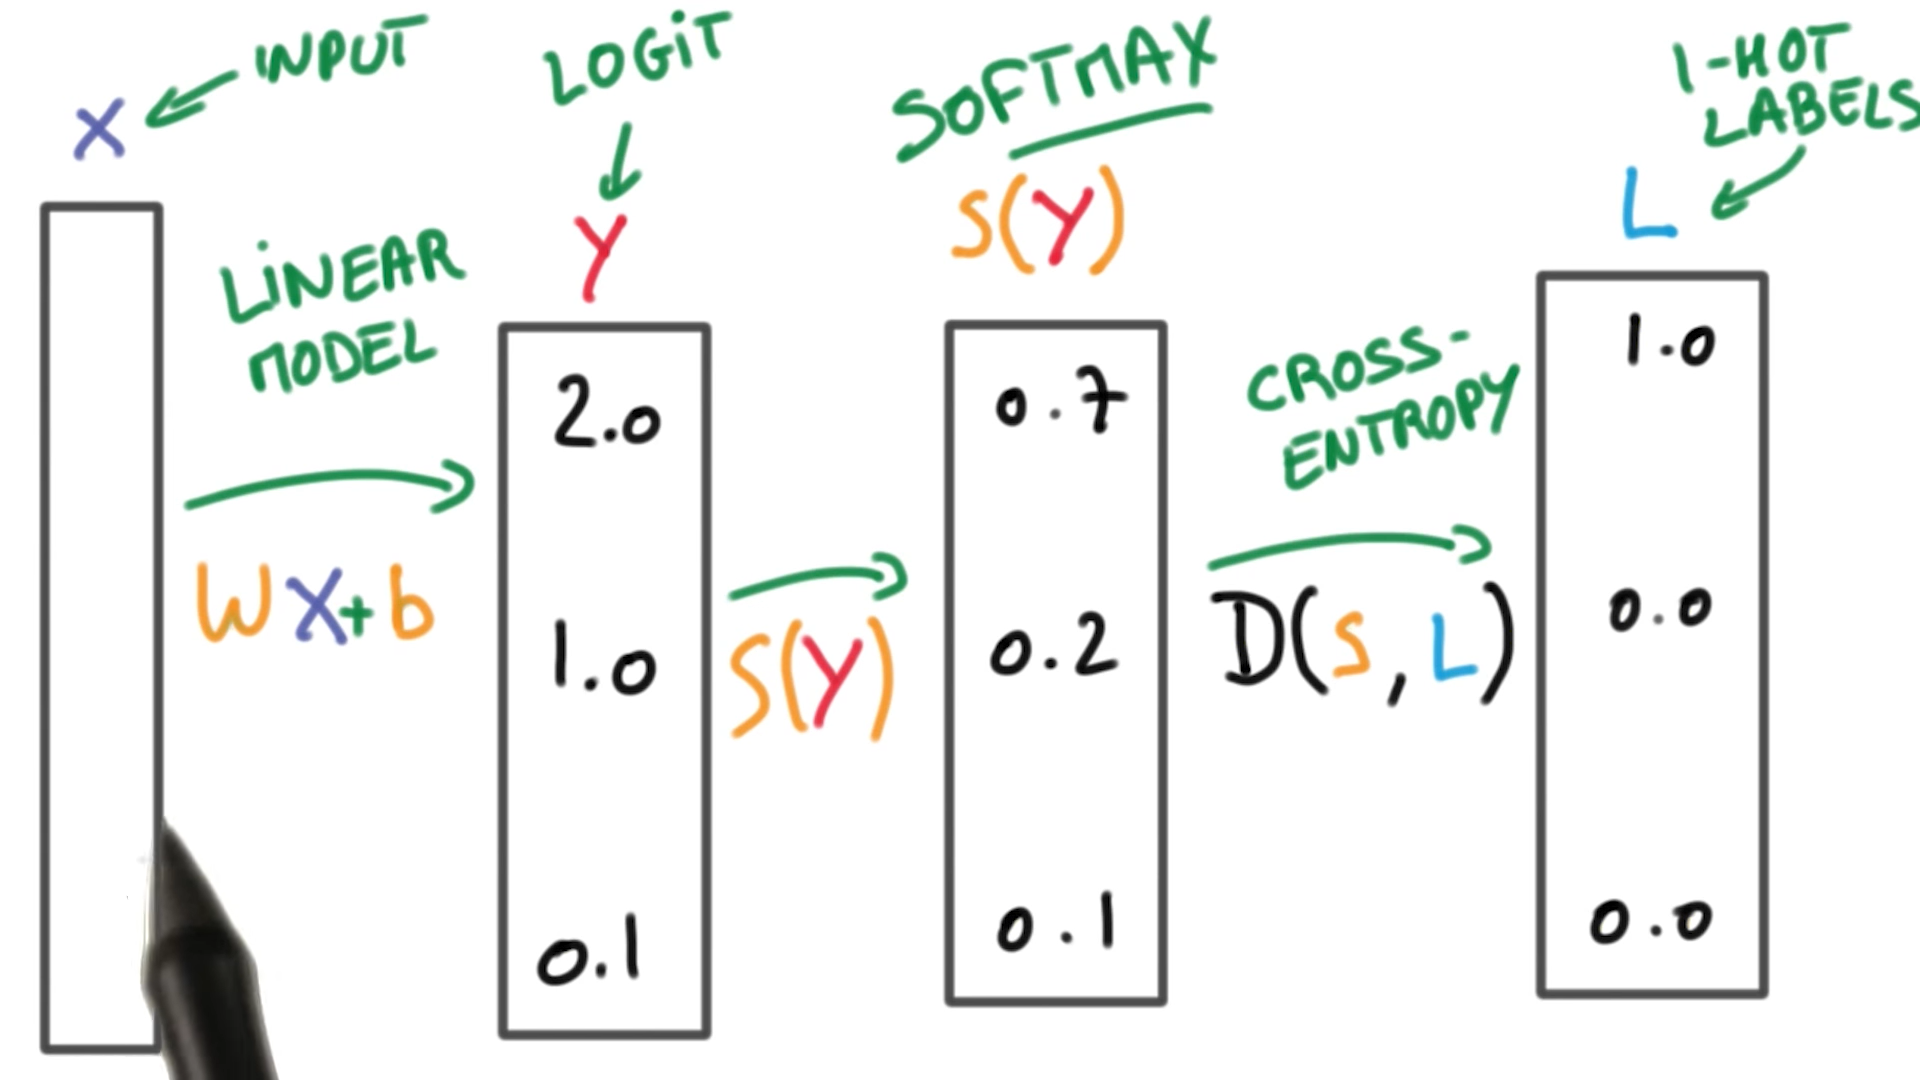 X
INPUT
LINEAR
MODEL
WX+b
LOGIT
Y
2.0
1.0
0.1
S(Y)
SOFTMAX
S(Y)
0.7
0.2
0.1
CROSS-
ENTROPY
D(S,L)
1-HOT
LABELS
L
1.0
0.0
0.0